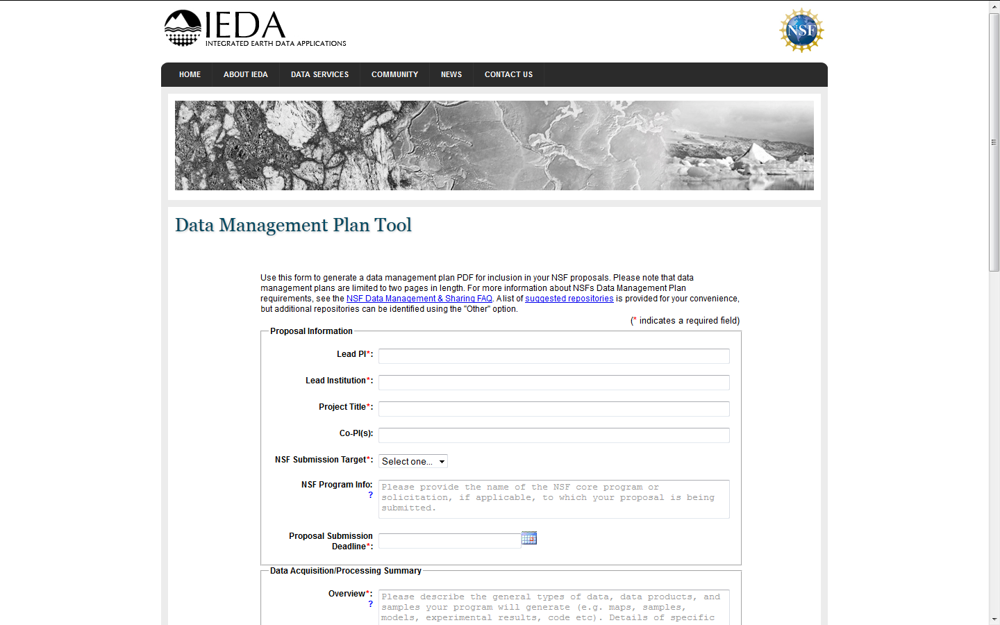 IEDA
INTEGRATED EARTH DATA APPLICATIONS
NSF
HOME ABOUT IEDA DATA SERVICES COMMUNITY NEWS CONTACT US
Data Management Plan Tool
Use this form to generate a data management plan PDF for inclusion in your NSF proposals. Please note that data
management plans are limited to two pages in length. For more information about NSFs Data Management Plan
requirements, see the NSF Data Management & Sharing FAQ. A list of suggested repositories is provided for your convenience,
but additional repositories can be identified using the "Other" option.
(* indicates a required field)
Proposal Information
Lead PI*:
Lead Institution*:
Project Title*:
Co-PI(s):
NSF Submission Target*: Select one...
NSF Program Info: Please provide the name of the NSF core program or
? solicitation, if applicable, to which your proposal is being
submitted.
Proposal Submission
Deadline*:
Data Acquisition/Processing Summary
Overview*: Please describe the general types of data, data products, and
? samples your program will generate (e.g. maps, samples,
models, experimental results, code etc). Details of specific